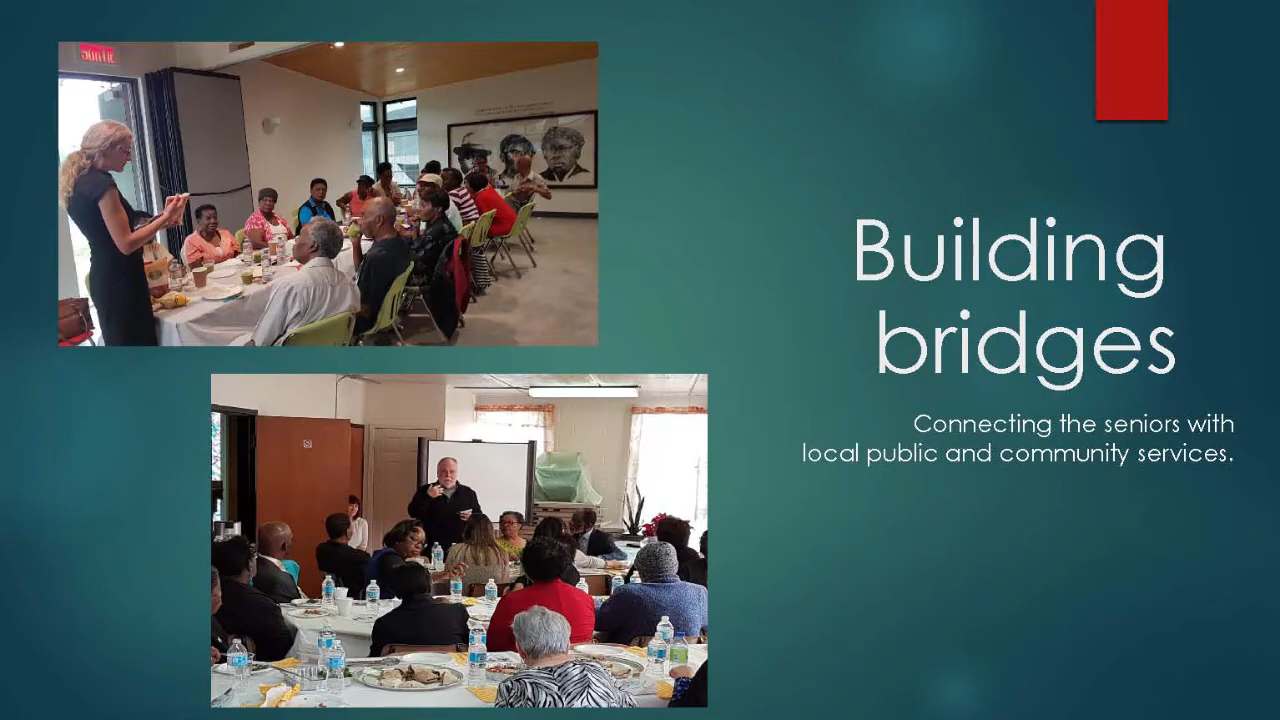 SORTIE
Building
bridges
Connecting the seniors with
local public and community services.